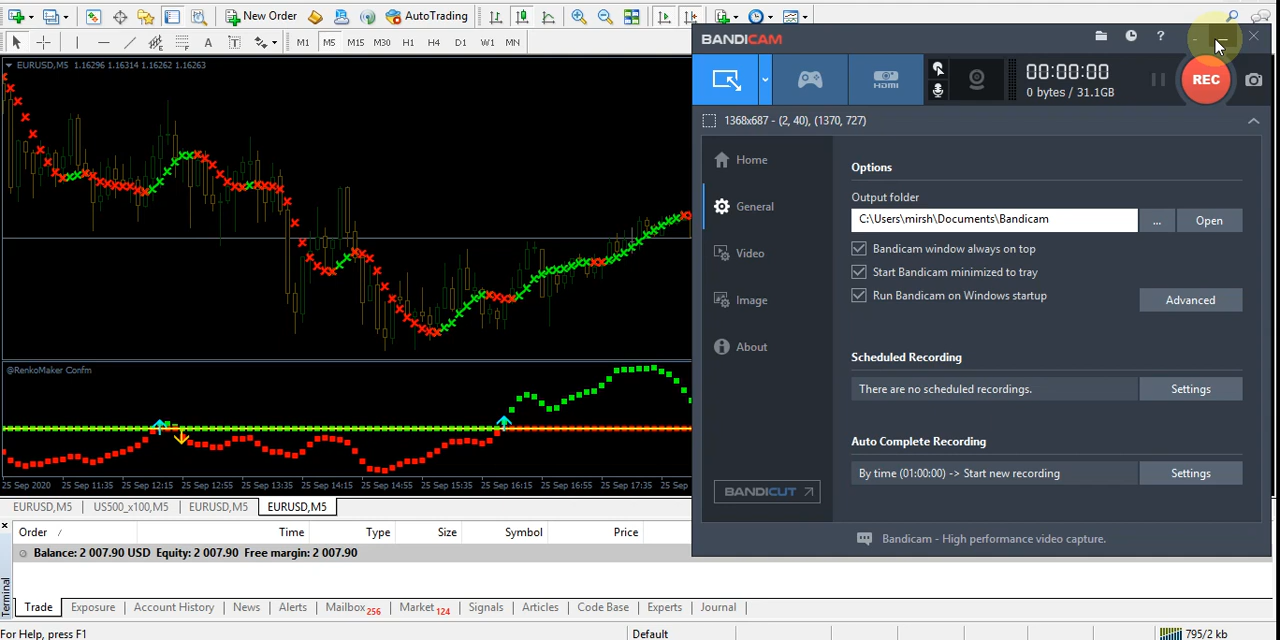 New Order
AutoTrading
M1 M5 M15 M30 H1 H4 D1 W1 MN
EURUSD,M5 1.16296 1.16314 1.16262 1.16263
BANDICAM
HDMI
00:00:00
0 bytes / 31.1GB
REC
1368x687 - (2, 40), (1370, 727)
Home
General
Video
Image
About
BANDICUT
Options
Output folder
C:\Users\mirsh\Documents\Bandicam
...
Open
Bandicam window always on top
Start Bandicam minimized to tray
Run Bandicam on Windows startup
Advanced
Scheduled Recording
There are no scheduled recordings.
Settings
Auto Complete Recording
By time (01:00:00) -> Start new recording
Settings
Bandicam - High performance video capture.
@RenkoMaker Confm
25 Sep 2020 25 Sep 11:35 25 Sep 12:15 25 Sep 12:55 25 Sep 13:35 25 Sep 14:15 25 Sep 14:55 25 Sep 15:35 25 Sep 16:15 25 Sep 16:55 25 Sep 17:35
EURUSD,M5 US500_x100,M5 EURUSD,M5 EURUSD,M5
Order / Time Type Size Symbol Price
Balance: 2 007.90 USD Equity: 2 007.90 Free margin: 2 007.90
Terminal
Trade Exposure Account History News Alerts Mailbox 256 Market 124 Signals Articles Code Base Experts Journal
For Help, press F1
Default
795/2 kb